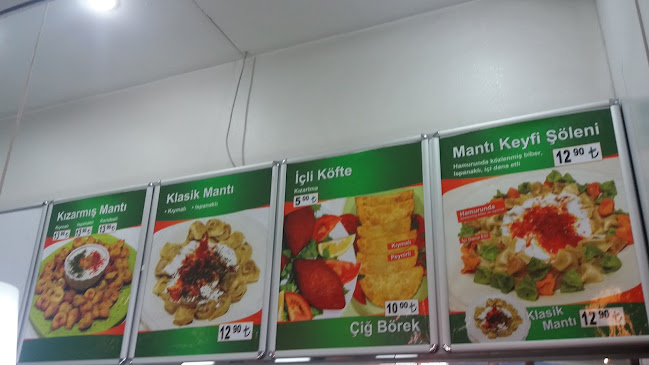 Kızarmış Mantı
Klasik Mantı
• Kıymalı • Ispanaklı
12 90 ₺
İçli Köfte
Kızartma
5 00 ₺
Kıymalı
Peynirli
10 00 ₺
Çiğ Börek
Mantı Keyfi Şöleni
Hamurunda közlenmiş biber,
ıspanaklı, içi dana etli
12 90 ₺
Hamurunda
Klasik
Mantı
12 90 ₺